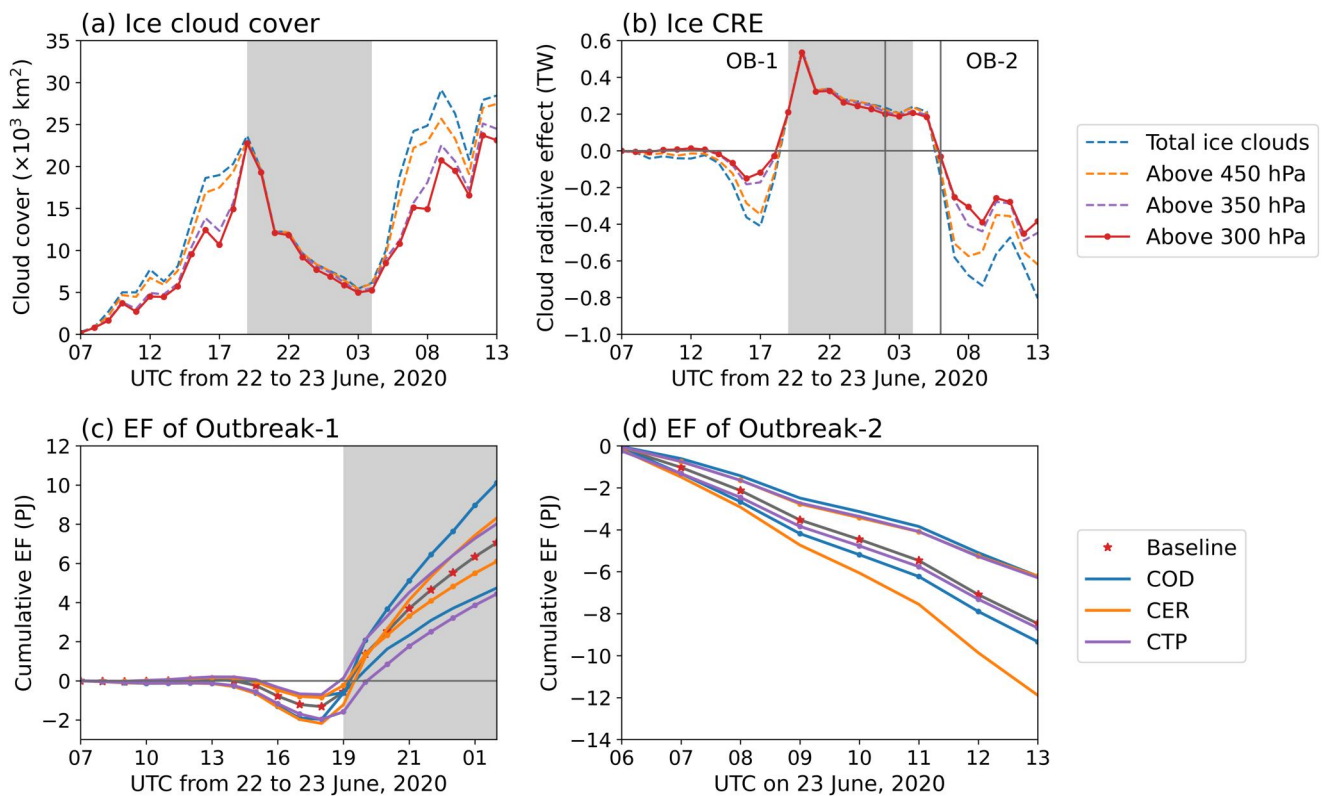 (a) Ice cloud cover
Cloud cover (×10³ km²)
35
30
25
20
15
10
5
0
07 12 22 03 08 13
UTC from 22 to 23 June, 2020
(b) Ice CRE
Cloud radiative effect (TW)
0.6
0.4
0.2
0.0
−0.2
−0.4
−0.6
−0.8
−1.0
OB-1
OB-2
07 12 17 22 03 08 13
UTC from 22 to 23 June, 2020
Total ice clouds
Above 450 hPa
Above 350 hPa
Above 300 hPa
(c) EF of Outbreak-1
Cumulative EF (PJ)
12
10
8
6
4
2
0
−2
07 10 13 16 19 21 01
UTC from 22 to 23 June, 2020
(d) EF of Outbreak-2
Cumulative EF (PJ)
0
−2
−4
−6
−8
−10
−12
−14
06 07 08 09 10 11 12 13
UTC on 23 June, 2020
Baseline
COD
CER
CTP